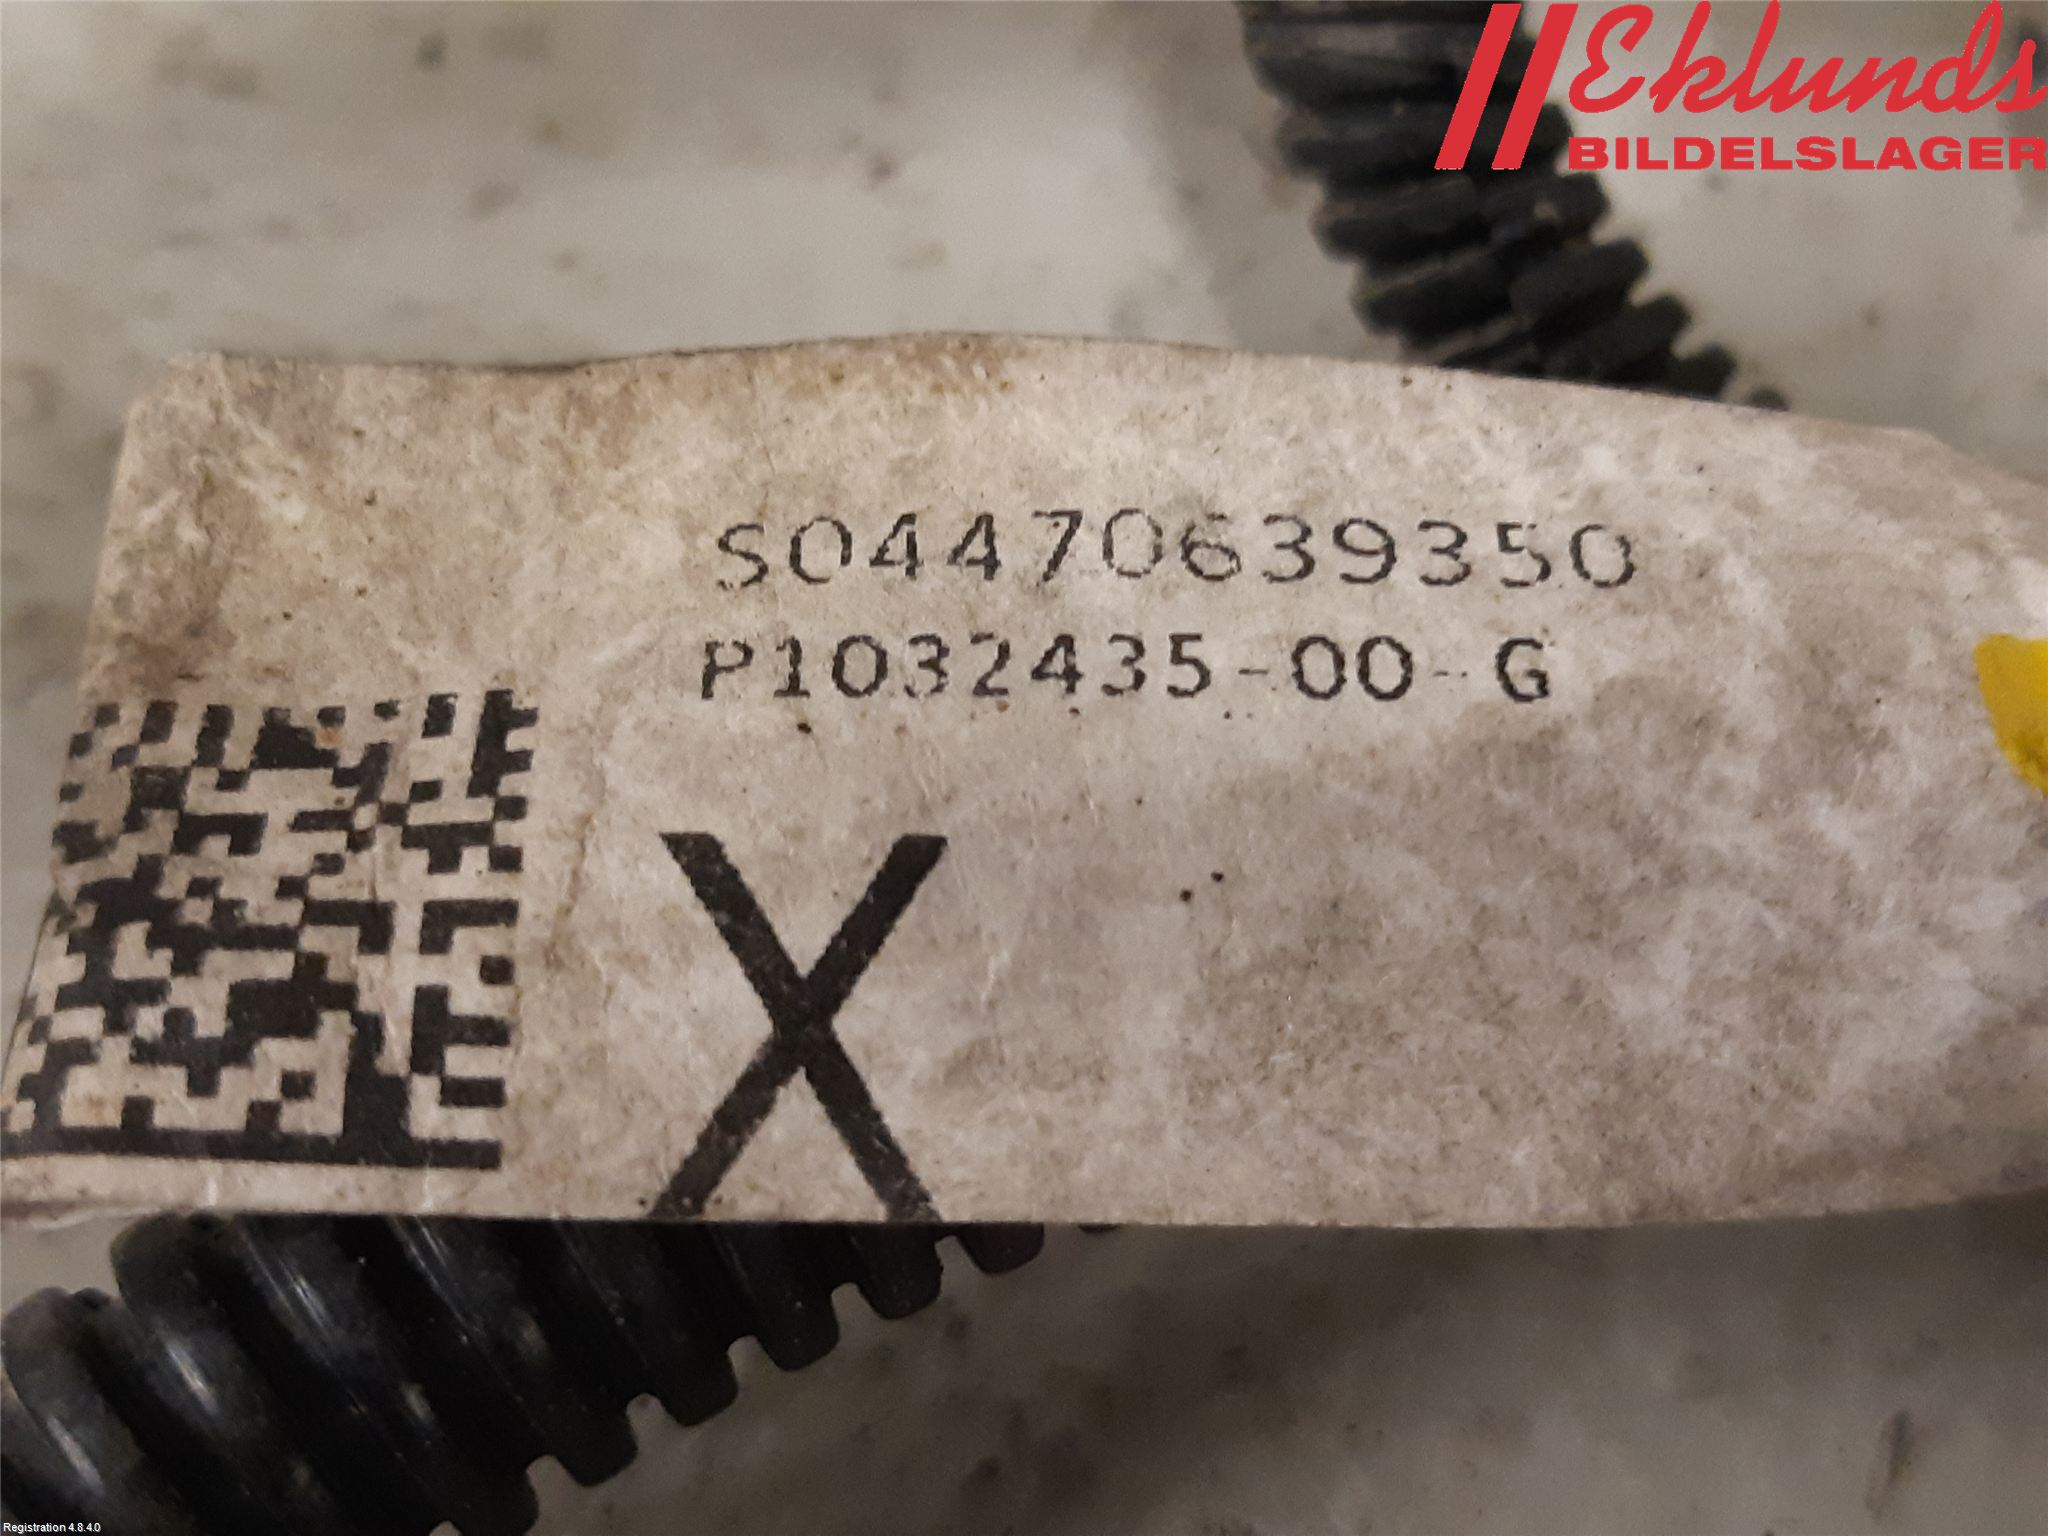 Eklunds
BILDELSLAGER
S04470639350
P1032435-00-G
X
Registration 4.8.4.0